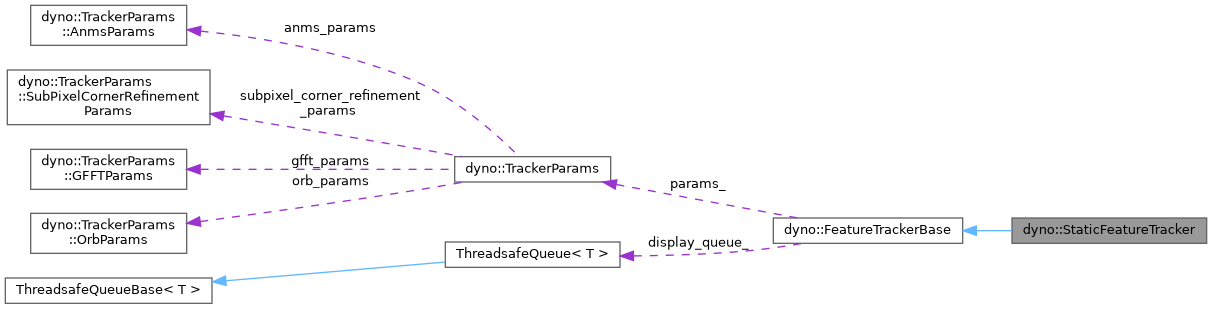 dyno::TrackerParams
::AnmsParams
anms_params
dyno::TrackerParams
::SubPixelCornerRefinement
Params
subpixel_corner_refinement
_params
dyno::TrackerParams
::GFFTParams
gfft_params
dyno::TrackerParams
orb_params
params_
dyno::TrackerParams
::OrbParams
dyno::FeatureTrackerBase
dyno::StaticFeatureTracker
display_queue_
ThreadsafeQueue< T >
ThreadsafeQueueBase< T >